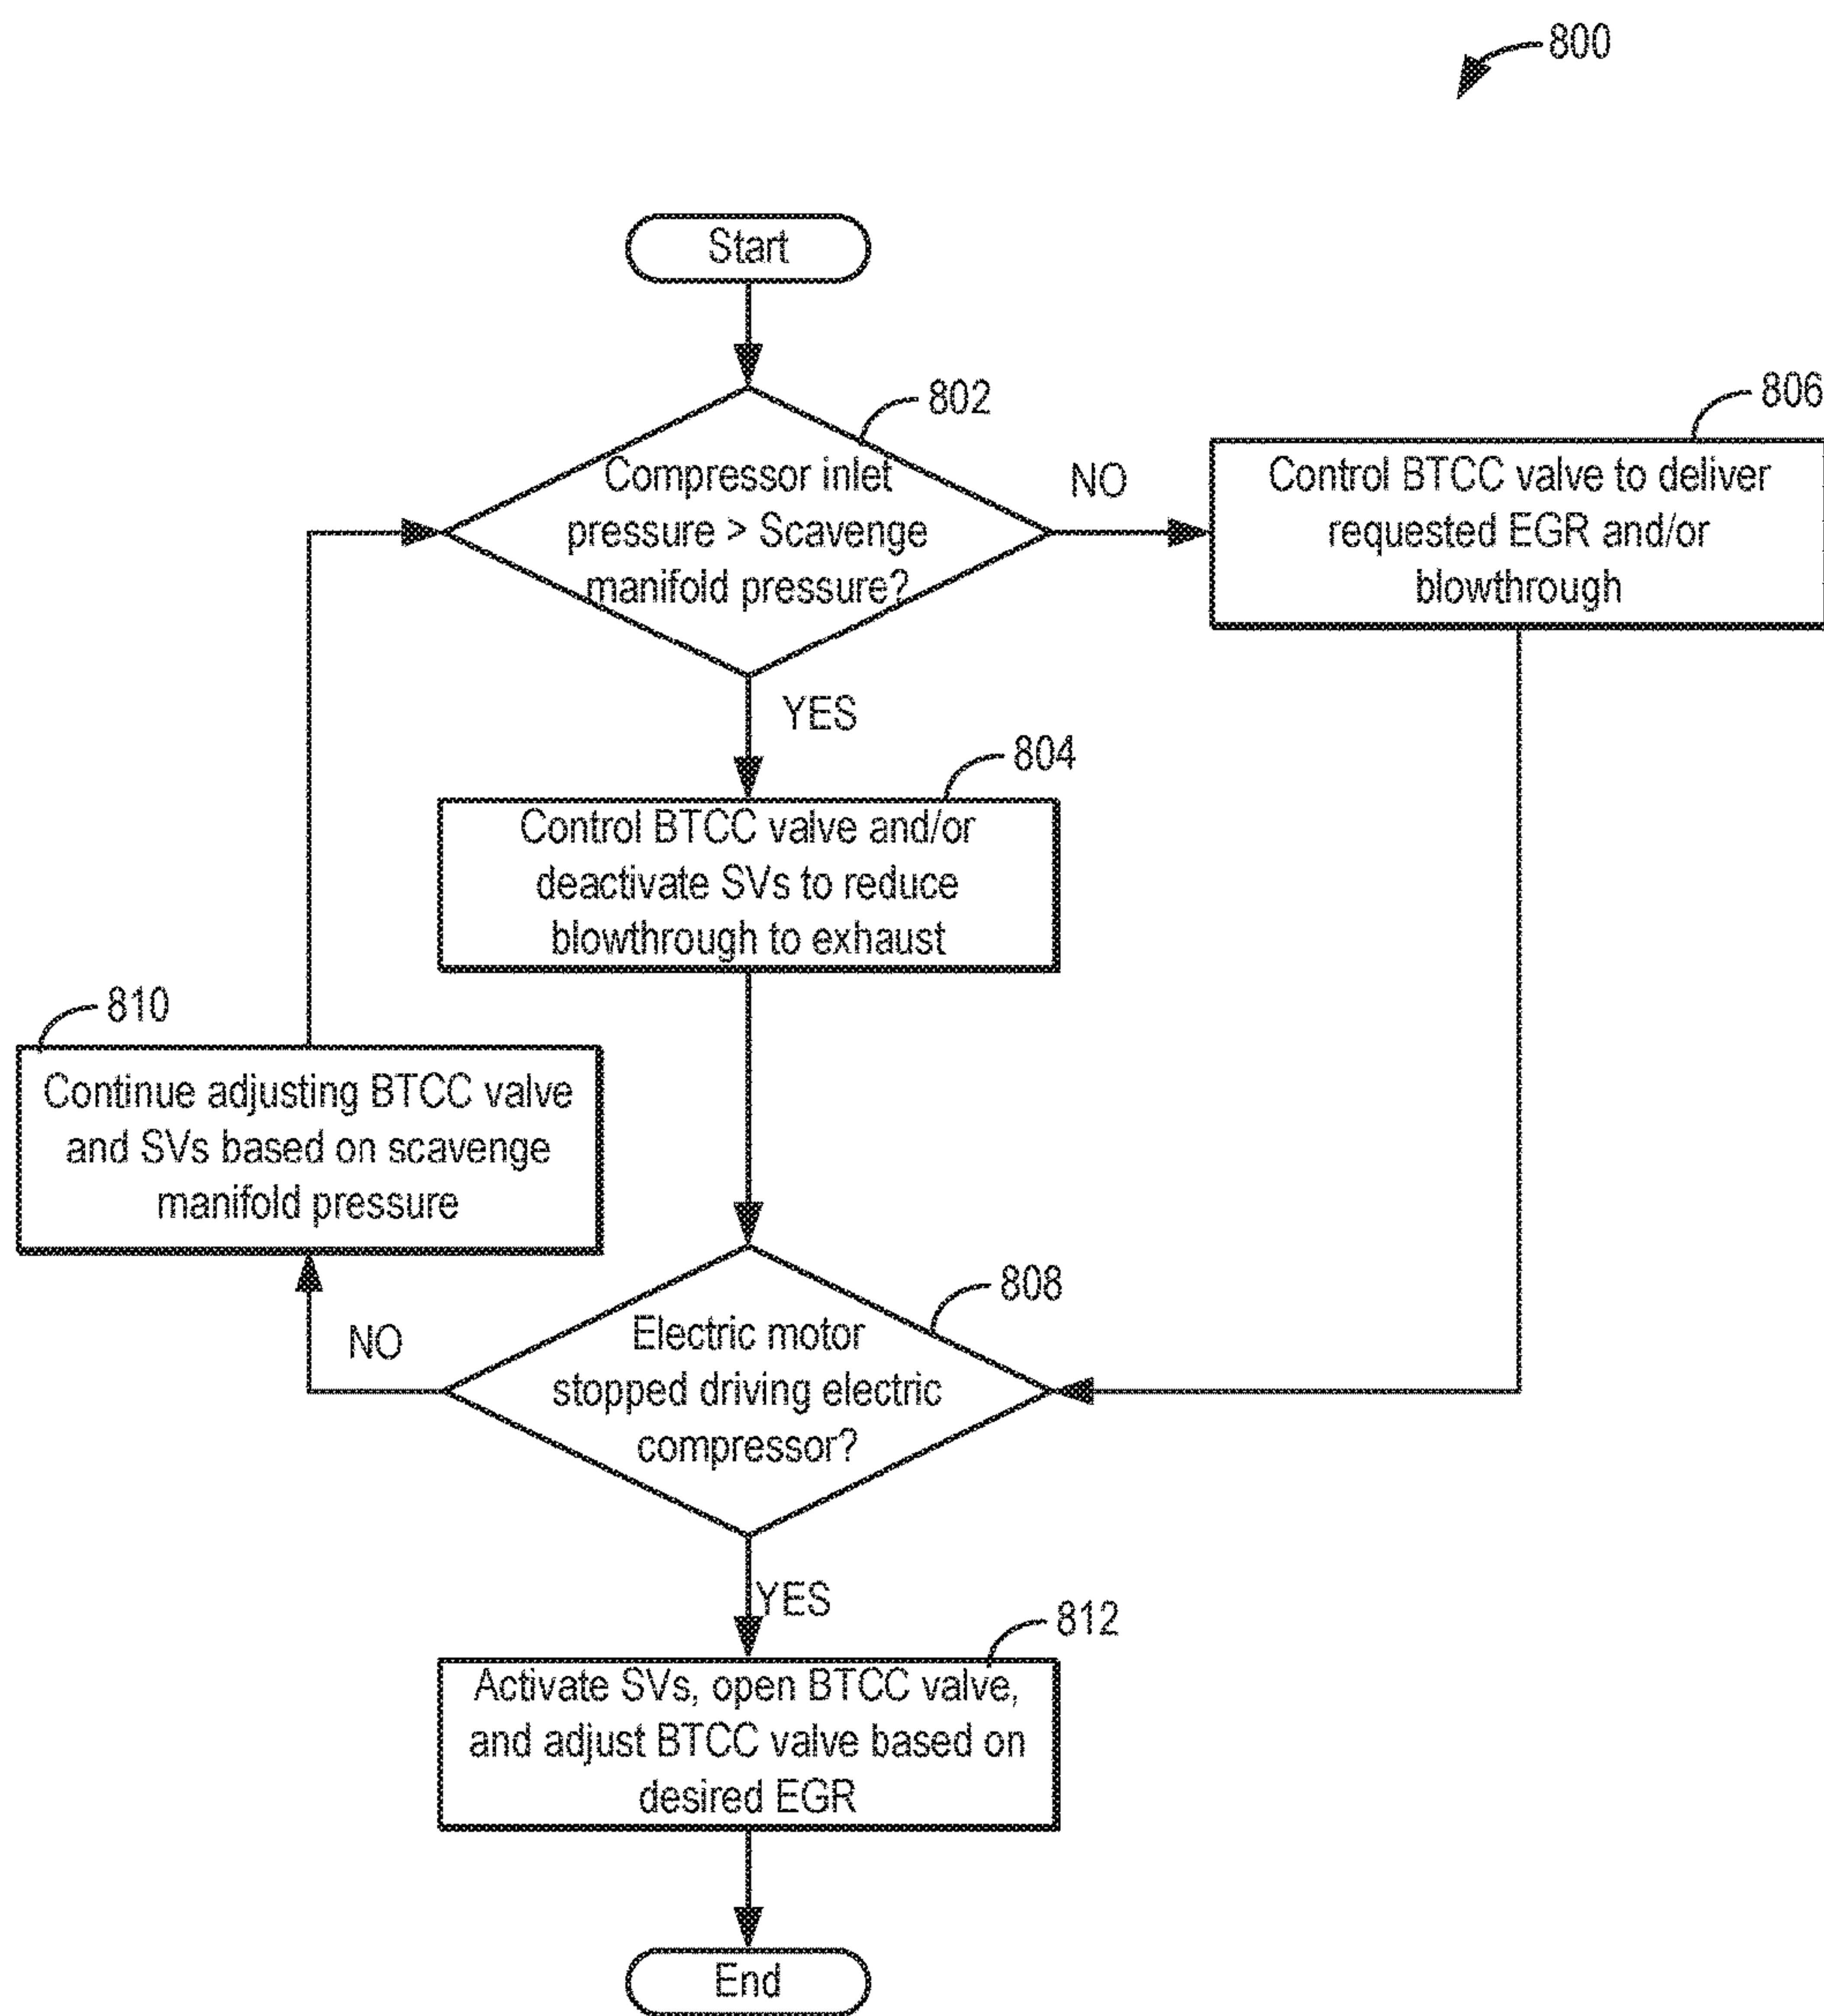 800
Start
802
Compressor inlet
pressure > Scavenge
manifold pressure?
NO
806
Control BTCC valve to deliver
requested EGR and/or
blowthrough
YES
804
Control BTCC valve and/or
deactivate SVs to reduce
blowthrough to exhaust
810
Continue adjusting BTCC valve
and SVs based on scavenge
manifold pressure
808
Electric motor
stopped driving electric
compressor?
NO
YES
812
Activate SVs, open BTCC valve,
and adjust BTCC valve based on
desired EGR
End